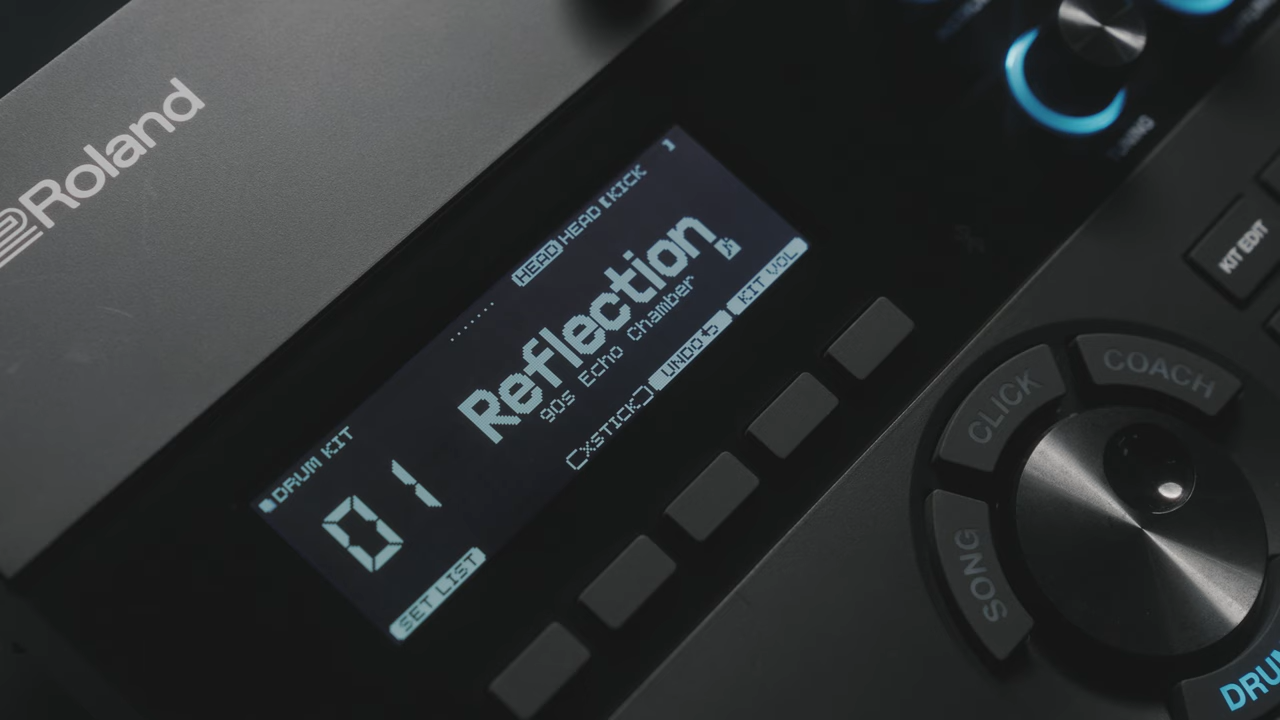 Roland
DRUM KIT
HEAD HEAD KICK
01
Reflection
90s Echo Chamber
SET LIST
XSTICK
UNDO
KIT VOL
KIT EDIT
COACH
CLICK
SONG